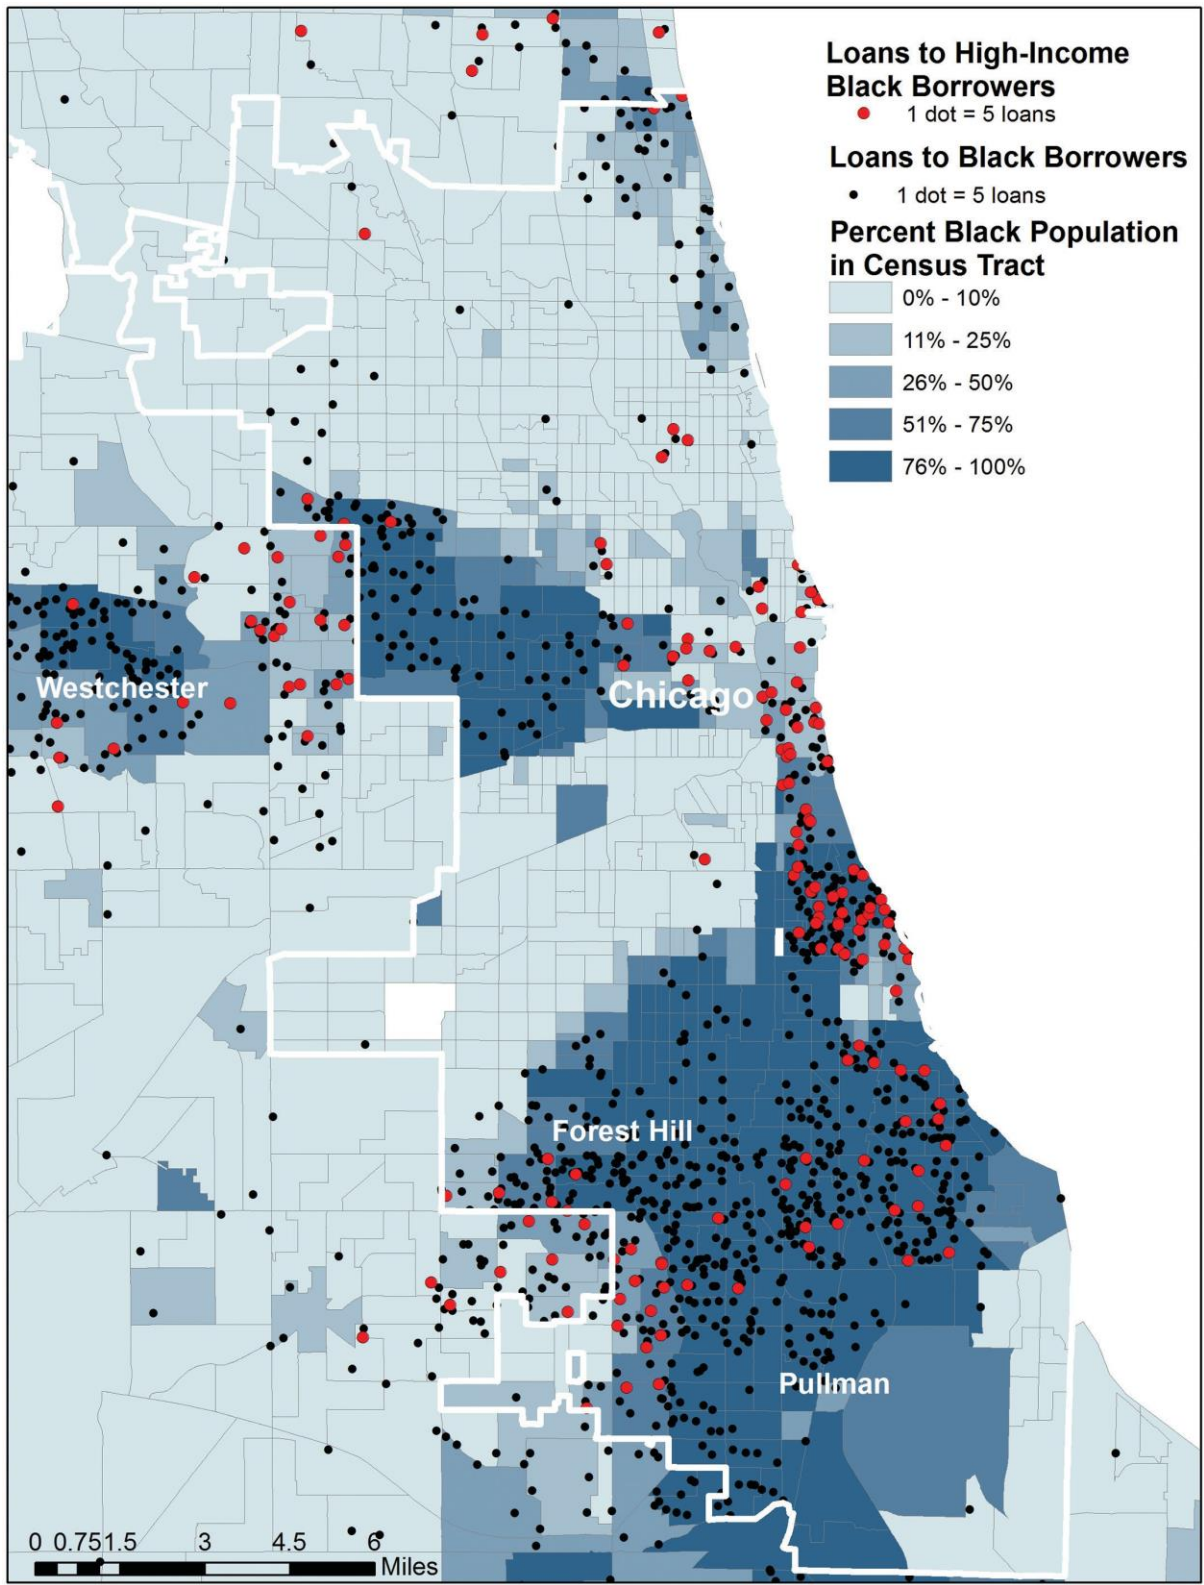 Loans to High-Income
Black Borrowers
1 dot = 5 loans
Loans to Black Borrowers
1 dot = 5 loans
Percent Black Population
in Census Tract
0% - 10%
11% - 25%
26% - 50%
51% - 75%
76% - 100%
Westchester
Chicago
Forest Hill
Pullman
0 0.75 1.5 3 4.5 6
Miles